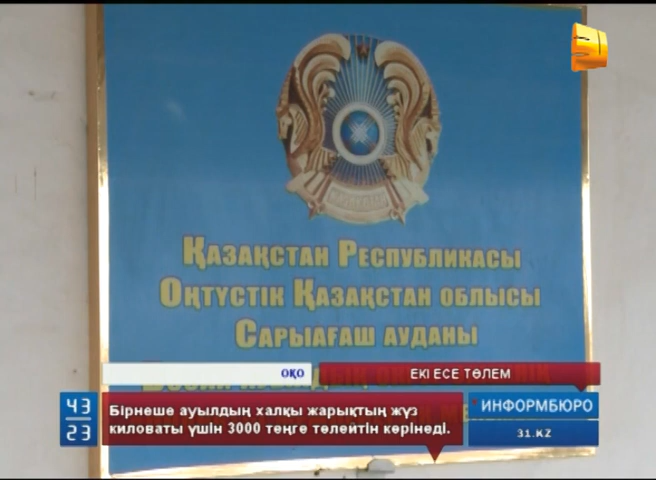 31
ҚАЗАҚСТАН РЕСПУБЛИКАСЫ
ОҢТҮСТІК ҚАЗАҚСТАН ОБЛЫСЫ
САРЫАҒАШ АУДАНЫ
ОҚО
ЕКІ ЕСЕ ТӨЛЕМ
43
23
Бірнеше ауылдың халқы жарықтың жүз
киловаты үшін 3000 теңге төлейтін көрінеді.
ИНФОРМБЮРО
31.KZ